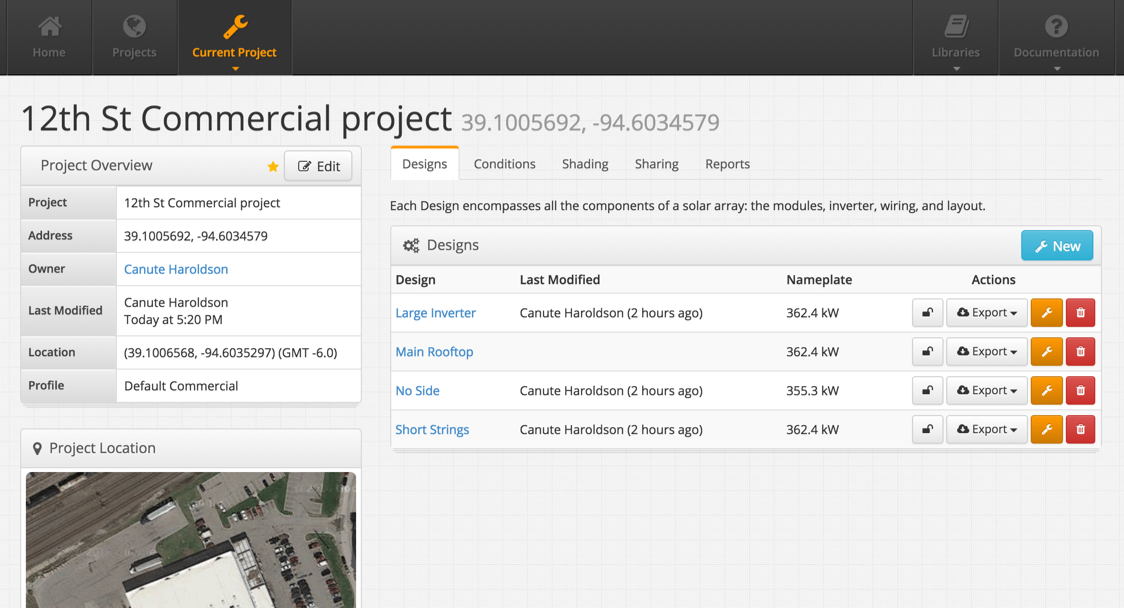 Home
Projects
Current Project
Libraries
Documentation
12th St Commercial project 39.1005692, -94.6034579
Project Overview
Edit
Project 12th St Commercial project
Address 39.1005692, -94.6034579
Owner Canute Haroldson
Last Modified Canute Haroldson
Today at 5:20 PM
Location (39.1006568, -94.6035297) (GMT -6.0)
Profile Default Commercial
Project Location
Designs Conditions Shading Sharing Reports
Each Design encompasses all the components of a solar array: the modules, inverter, wiring, and layout.
Designs
New
Design Last Modified Nameplate Actions
Large Inverter Canute Haroldson (2 hours ago) 362.4 kW Export
Main Rooftop 362.4 kW Export
No Side Canute Haroldson (2 hours ago) 355.3 kW Export
Short Strings Canute Haroldson (2 hours ago) 362.4 kW Export